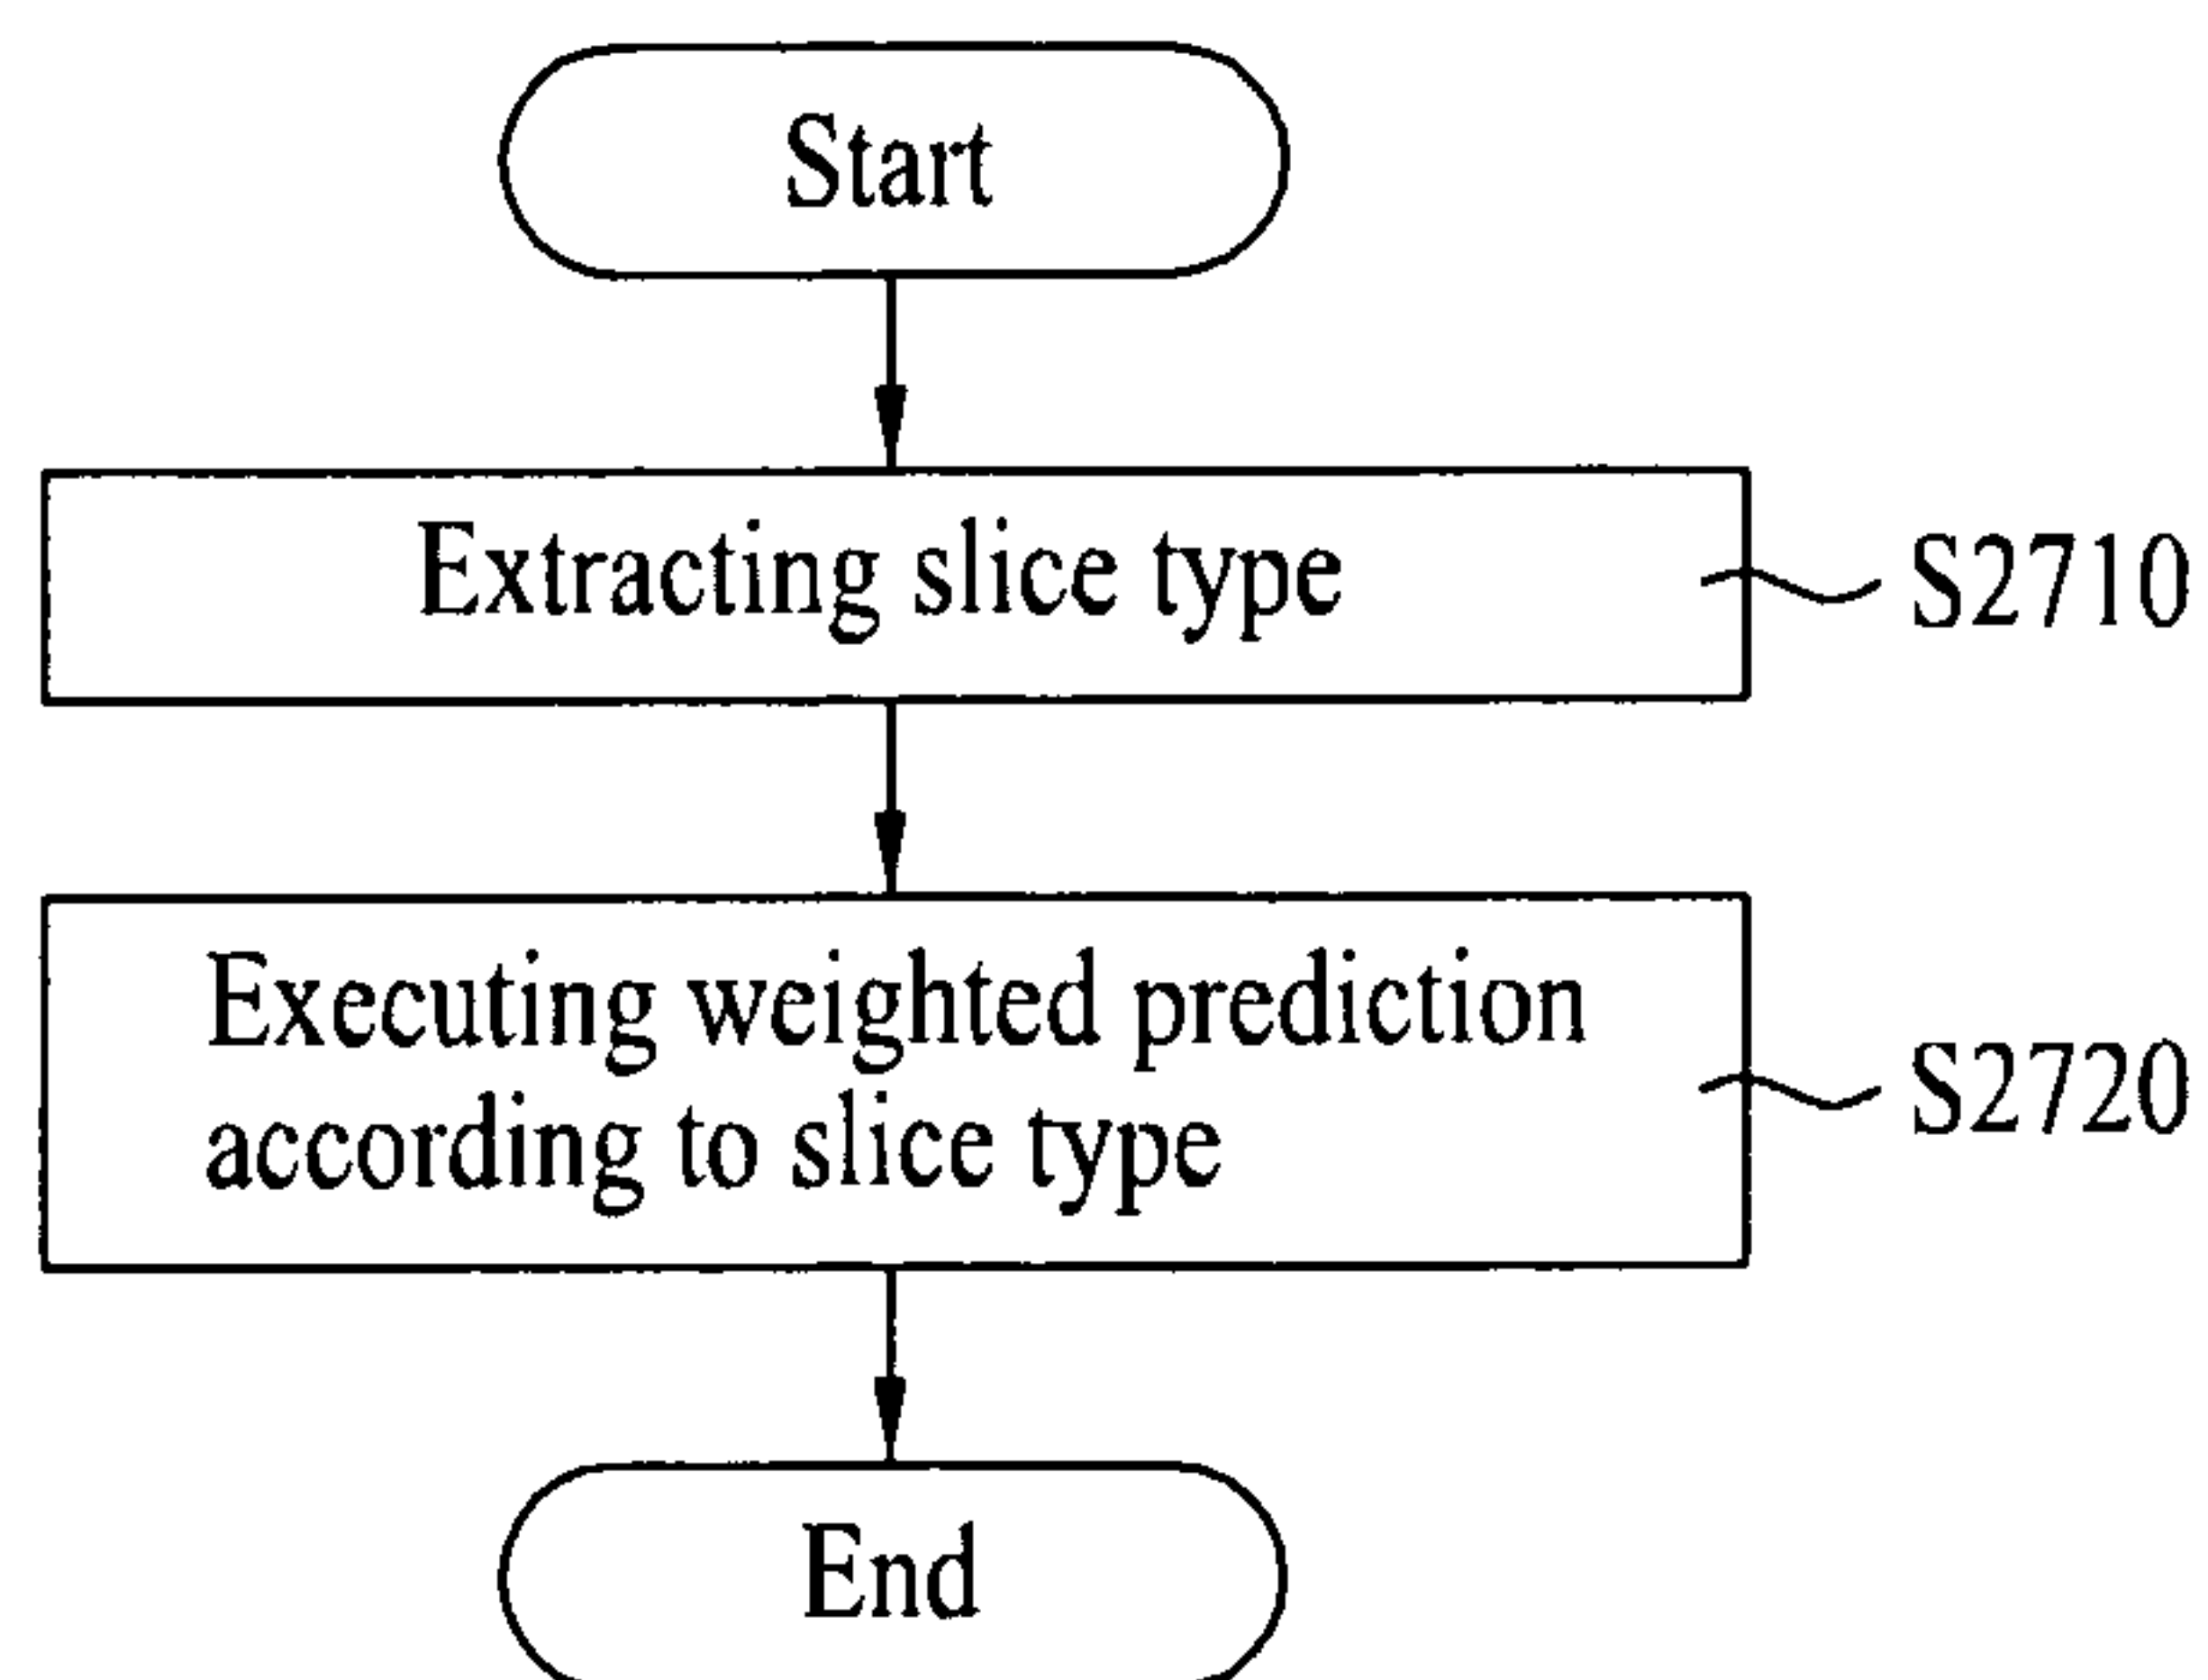 Start
Extracting slice type
S2710
Executing weighted prediction
according to slice type
S2720
End